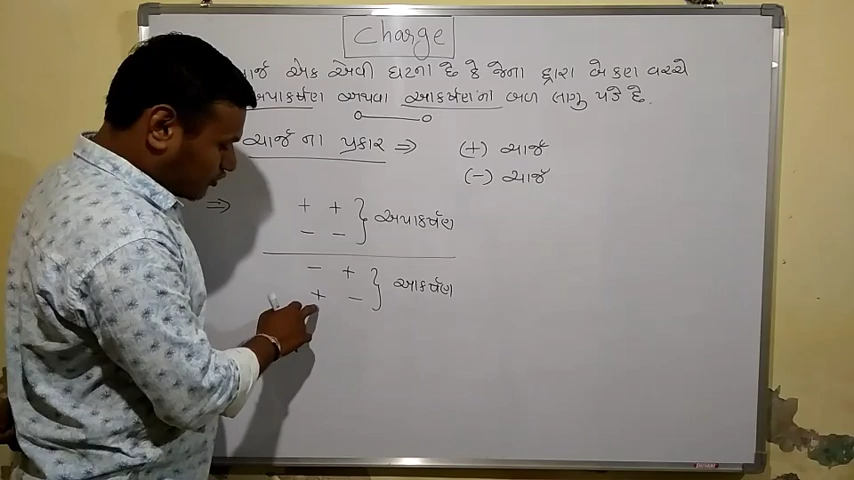 Charge
ચાર્જ એક એવી ઘટના છે કે જેના દ્વારા બે કણ વચ્ચે
અપાકર્ષણ અથવા આકર્ષણનો બળ લાગુ પડે છે.
ચાર્જ ના પ્રકાર ⇒ (+) ચાર્જ
(-) ચાર્જ
⇒ + + } અપાકર્ષણ
- -
- + } આકર્ષણ
+ -